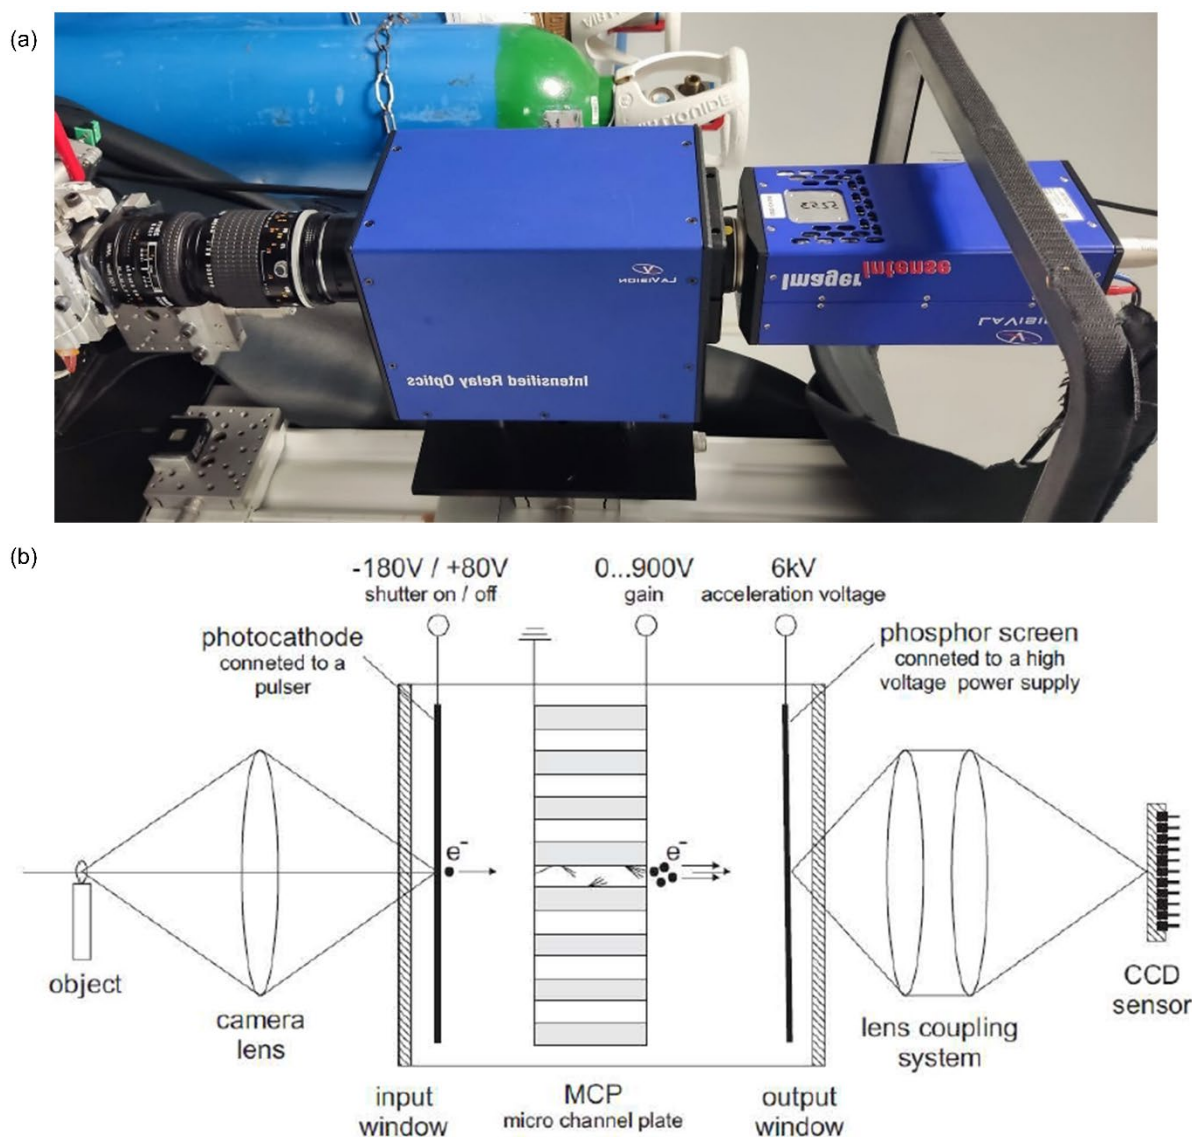 (a)
LAVISION
Intensified Relay Optics
Imager intense
(b)
-180V / +80V
shutter on / off
0...900V
gain
6kV
acceleration voltage
photocathode
conneted to a
pulser
phosphor screen
conneted to a high
voltage power supply
e-
e-
object
camera
lens
input
window
MCP
micro channel plate
output
window
lens coupling
system
CCD
sensor